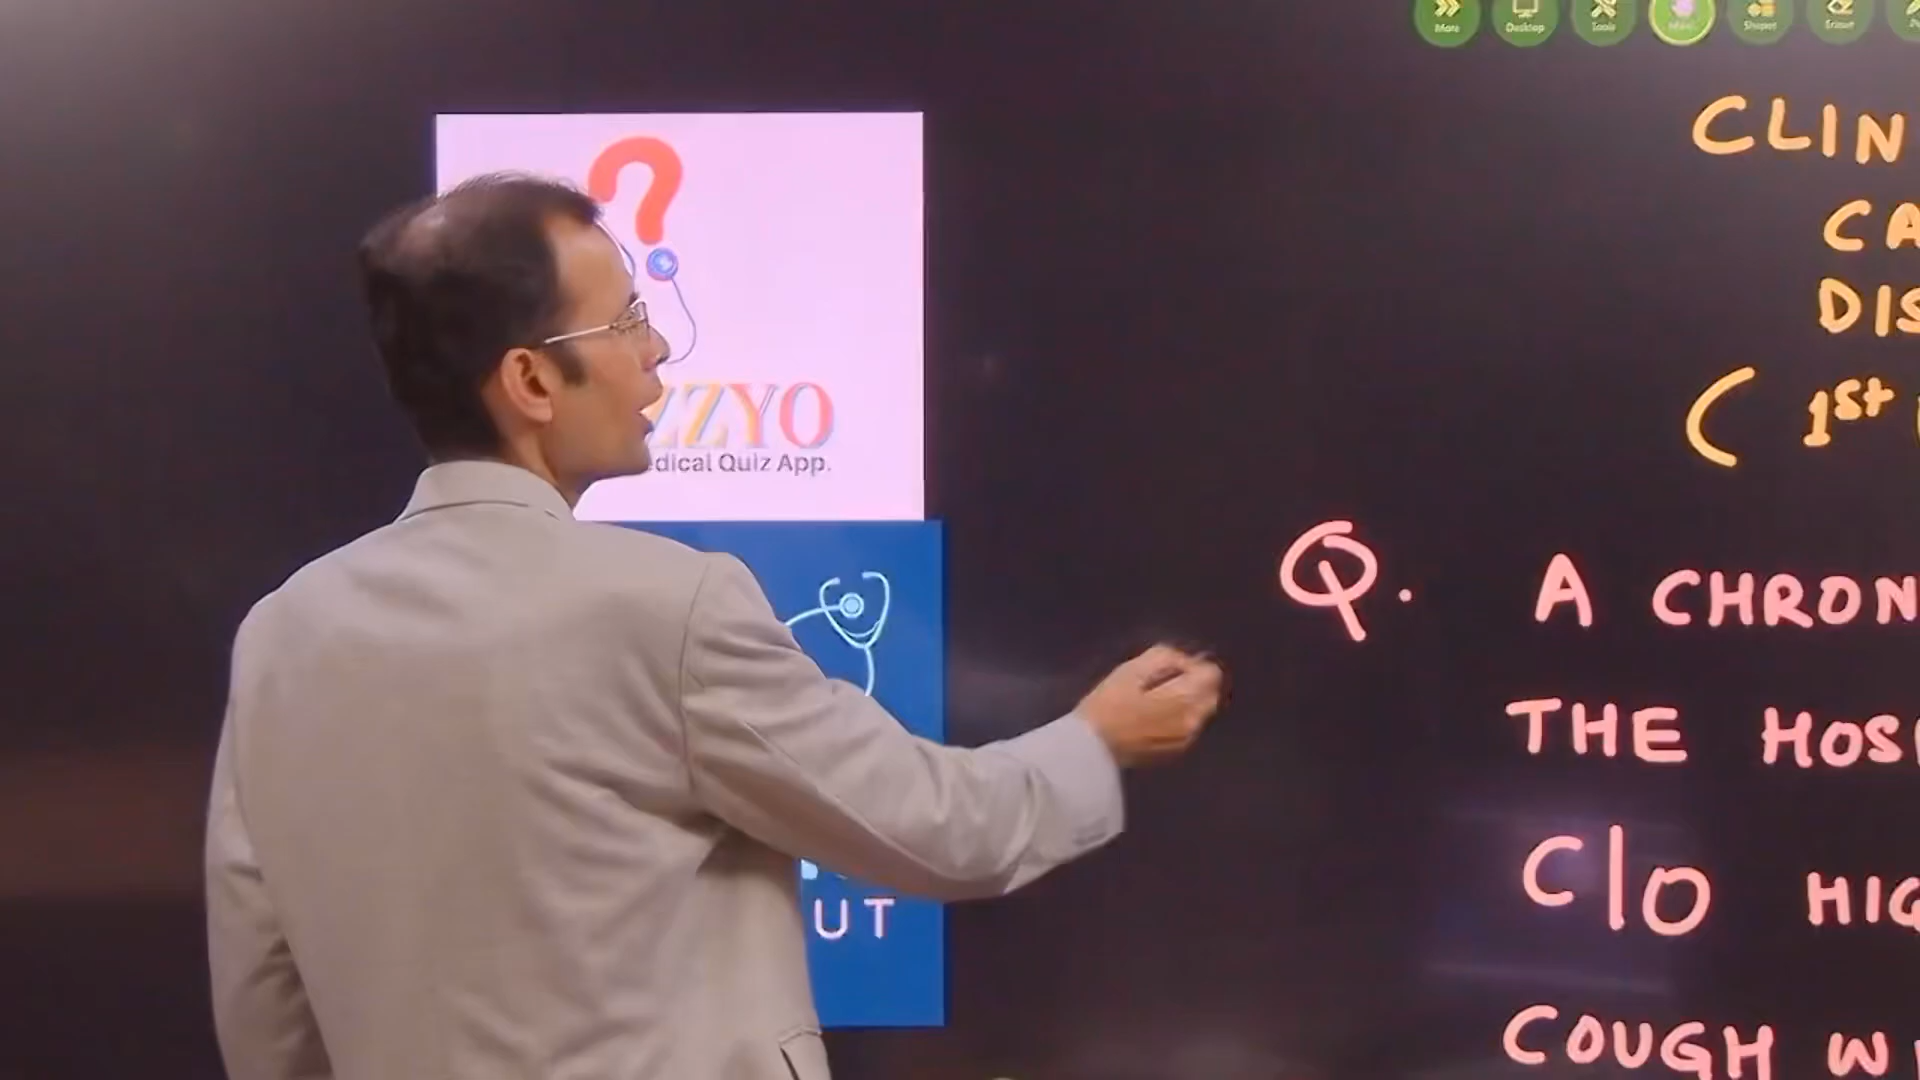 More Desktop Tools Shapes Eraser
CLIN
CA
DIS
( 1st
ZZYO
edical Quiz App.
Q. A CHRON
THE HOS
C/O HIG
UT
COUGH WI